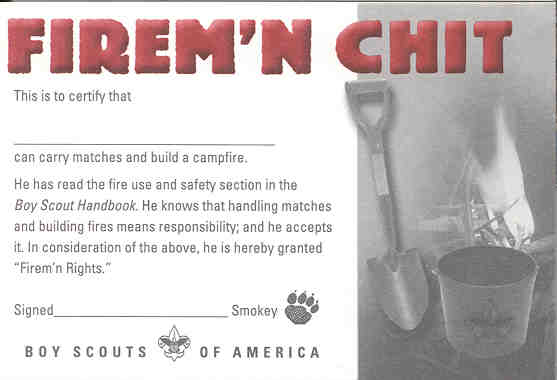 FIREM'N CHIT
This is to certify that
can carry matches and build a campfire.
He has read the fire use and safety section in the
Boy Scout Handbook. He knows that handling matches
and building fires means responsibility; and he accepts
it. In consideration of the above, he is hereby granted
"Firem'n Rights."
Signed Smokey
BOY SCOUTS OF AMERICA